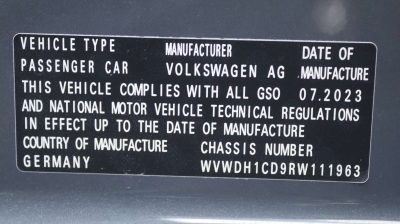 VEHICLE TYPE MANUFACTURER DATE OF
PASSENGER CAR VOLKSWAGEN AG MANUFACTURE
THIS VEHICLE COMPLIES WITH ALL GSO 07.2023
AND NATIONAL MOTOR VEHICLE TECHNICAL REGULATIONS
IN EFFECT UP TO THE DATE OF MANUFACTURE
COUNTRY OF MANUFACTURE CHASSIS NUMBER
GERMANY WVWDH1CD9RW111963